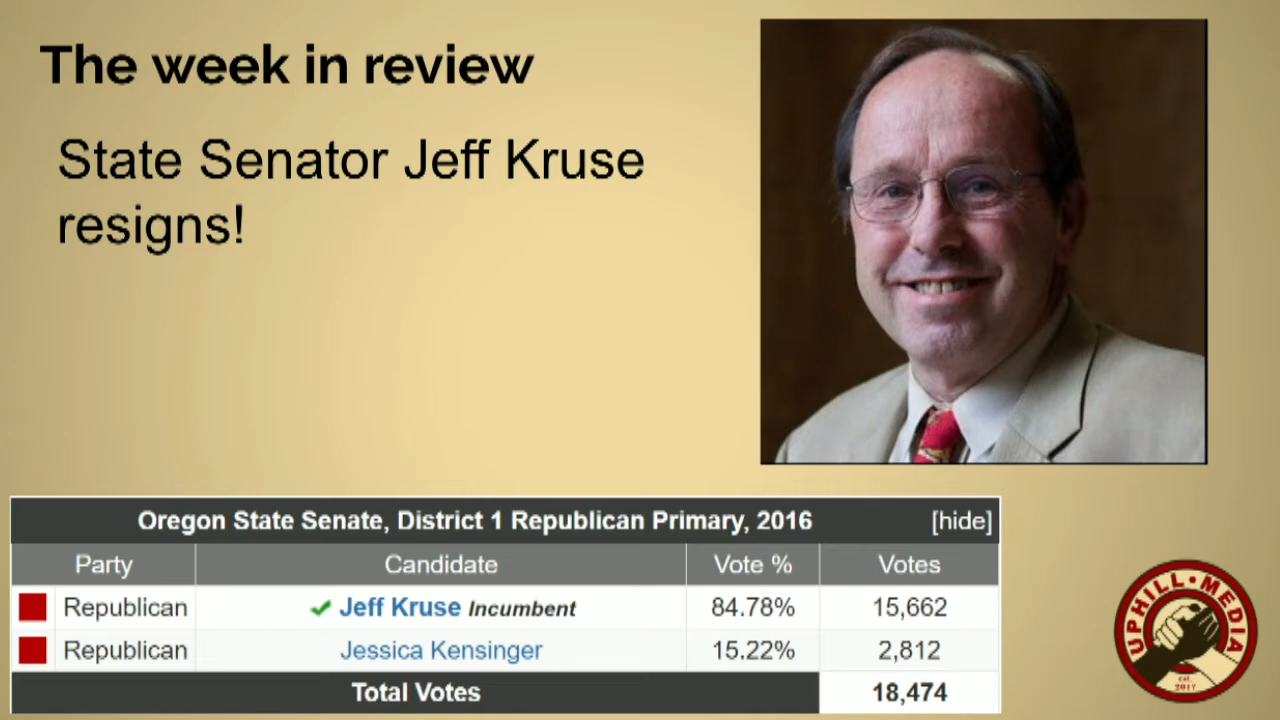 The week in review
State Senator Jeff Kruse
resigns!
Oregon State Senate, District 1 Republican Primary, 2016 [hide]
Party Candidate Vote % Votes
Republican Jeff Kruse Incumbent 84.78% 15,662
Republican Jessica Kensinger 15.22% 2,812
Total Votes 18,474
UPHILL • MEDIA
EST.
2017